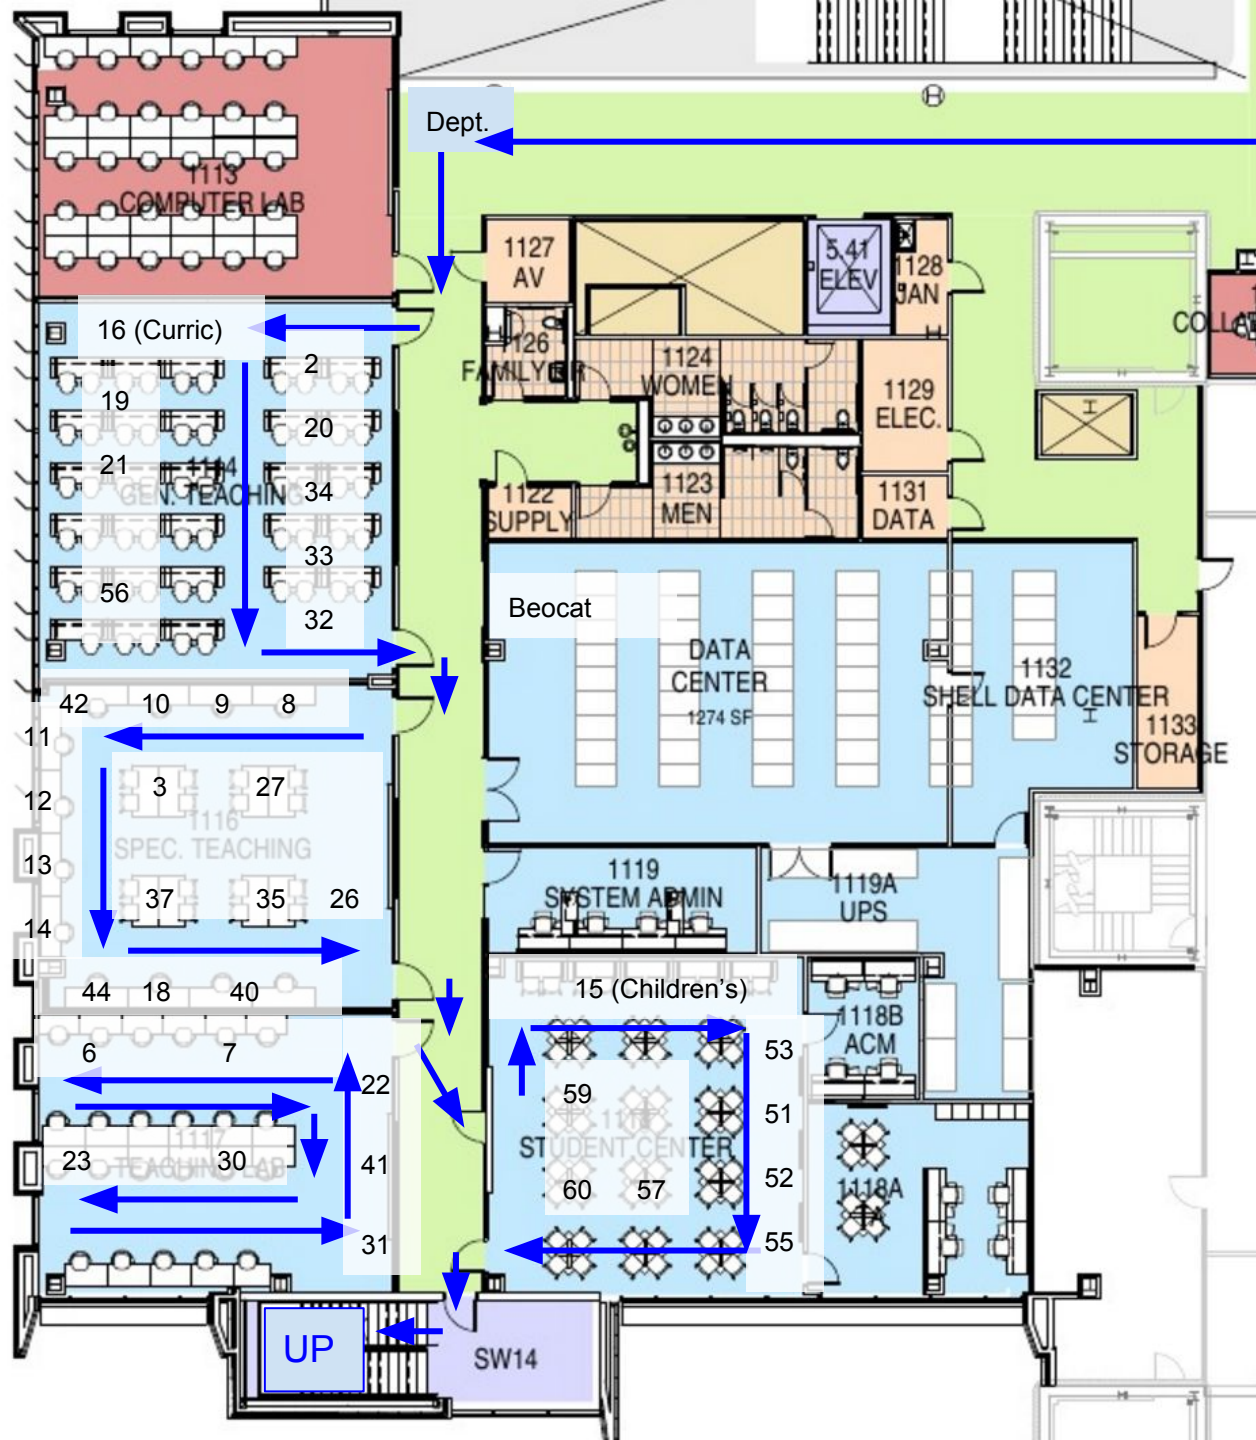 Dept.
1113
COMPUTER LAB
1127
AV
5.41
ELEV
1128
JAN
16 (Curric)
2
19
20
21
34
1114
GEN. TEACHING
33
56
32
1126
FAMILY RR
1124
WOMEN
1129
ELEC.
1122
SUPPLY
1123
MEN
1131
DATA
Beocat
DATA
CENTER
1274 SF
1132
SHELL DATA CENTER
1133
STORAGE
42
10
9
8
11
3
27
12
1116
SPEC. TEACHING
13
37
35
26
14
44
18
40
1119
SYSTEM ADMIN
1119A
UPS
15 (Children's)
1118B
ACM
6
7
22
53
59
51
1117
TEACHING LAB
STUDENT CENTER
23
30
41
52
60
57
1118A
31
55
UP
SW14